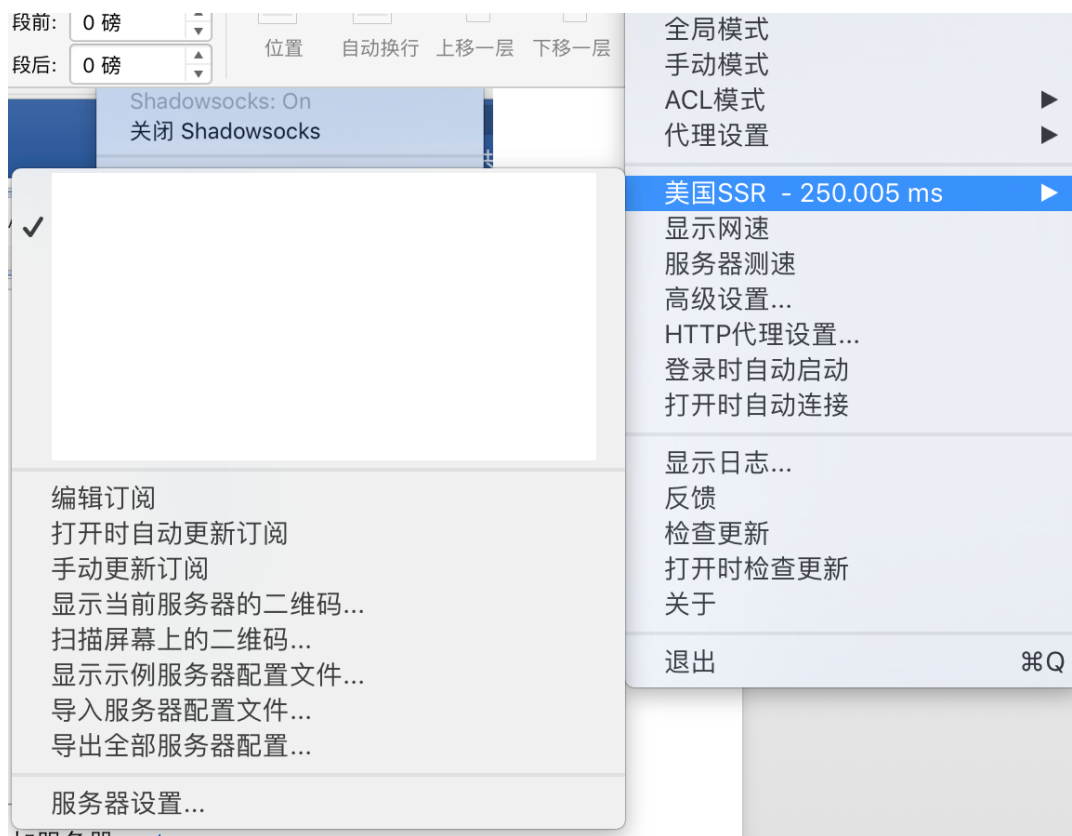 段前: 0 磅
段后: 0 磅
位置 自动换行 上移一层 下移一层
Shadowsocks: On
关闭 Shadowsocks
全局模式
手动模式
ACL模式
代理设置
美国SSR - 250.005 ms
显示网速
服务器测速
高级设置...
HTTP代理设置...
登录时自动启动
打开时自动连接
显示日志...
反馈
检查更新
打开时检查更新
关于
退出 ⌘Q
编辑订阅
打开时自动更新订阅
手动更新订阅
显示当前服务器的二维码...
扫描屏幕上的二维码...
显示示例服务器配置文件...
导入服务器配置文件...
导出全部服务器配置...
服务器设置...